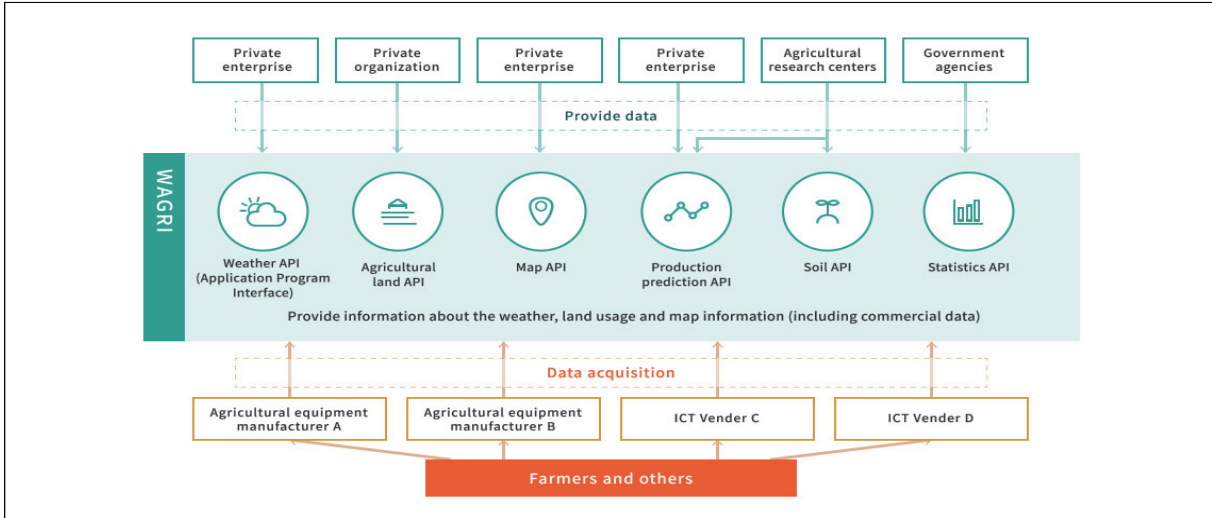 Private
enterprise
Private
organization
Private
enterprise
Private
enterprise
Agricultural
research centers
Government
agencies
Provide data
WAGRI
Weather API
(Application Program
Interface)
Agricultural
land API
Map API
Production
prediction API
Soil API
Statistics API
Provide information about the weather, land usage and map information (including commercial data)
Data acquisition
Agricultural equipment
manufacturer A
Agricultural equipment
manufacturer B
ICT Vender C
ICT Vender D
Farmers and others